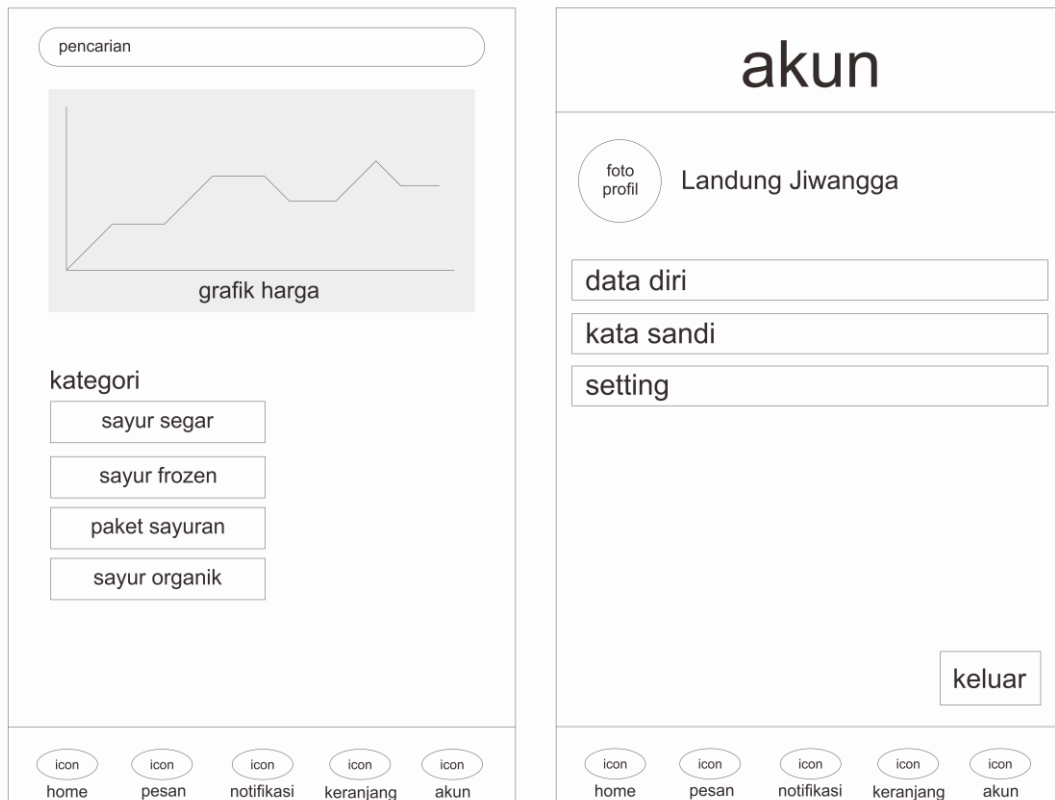 pencarian
grafik harga
kategori
sayur segar
sayur frozen
paket sayuran
sayur organik
icon icon icon icon icon
home pesan notifikasi keranjang akun
akun
foto
profil
Landung Jiwangga
data diri
kata sandi
setting
keluar
icon icon icon icon icon
home pesan notifikasi keranjang akun